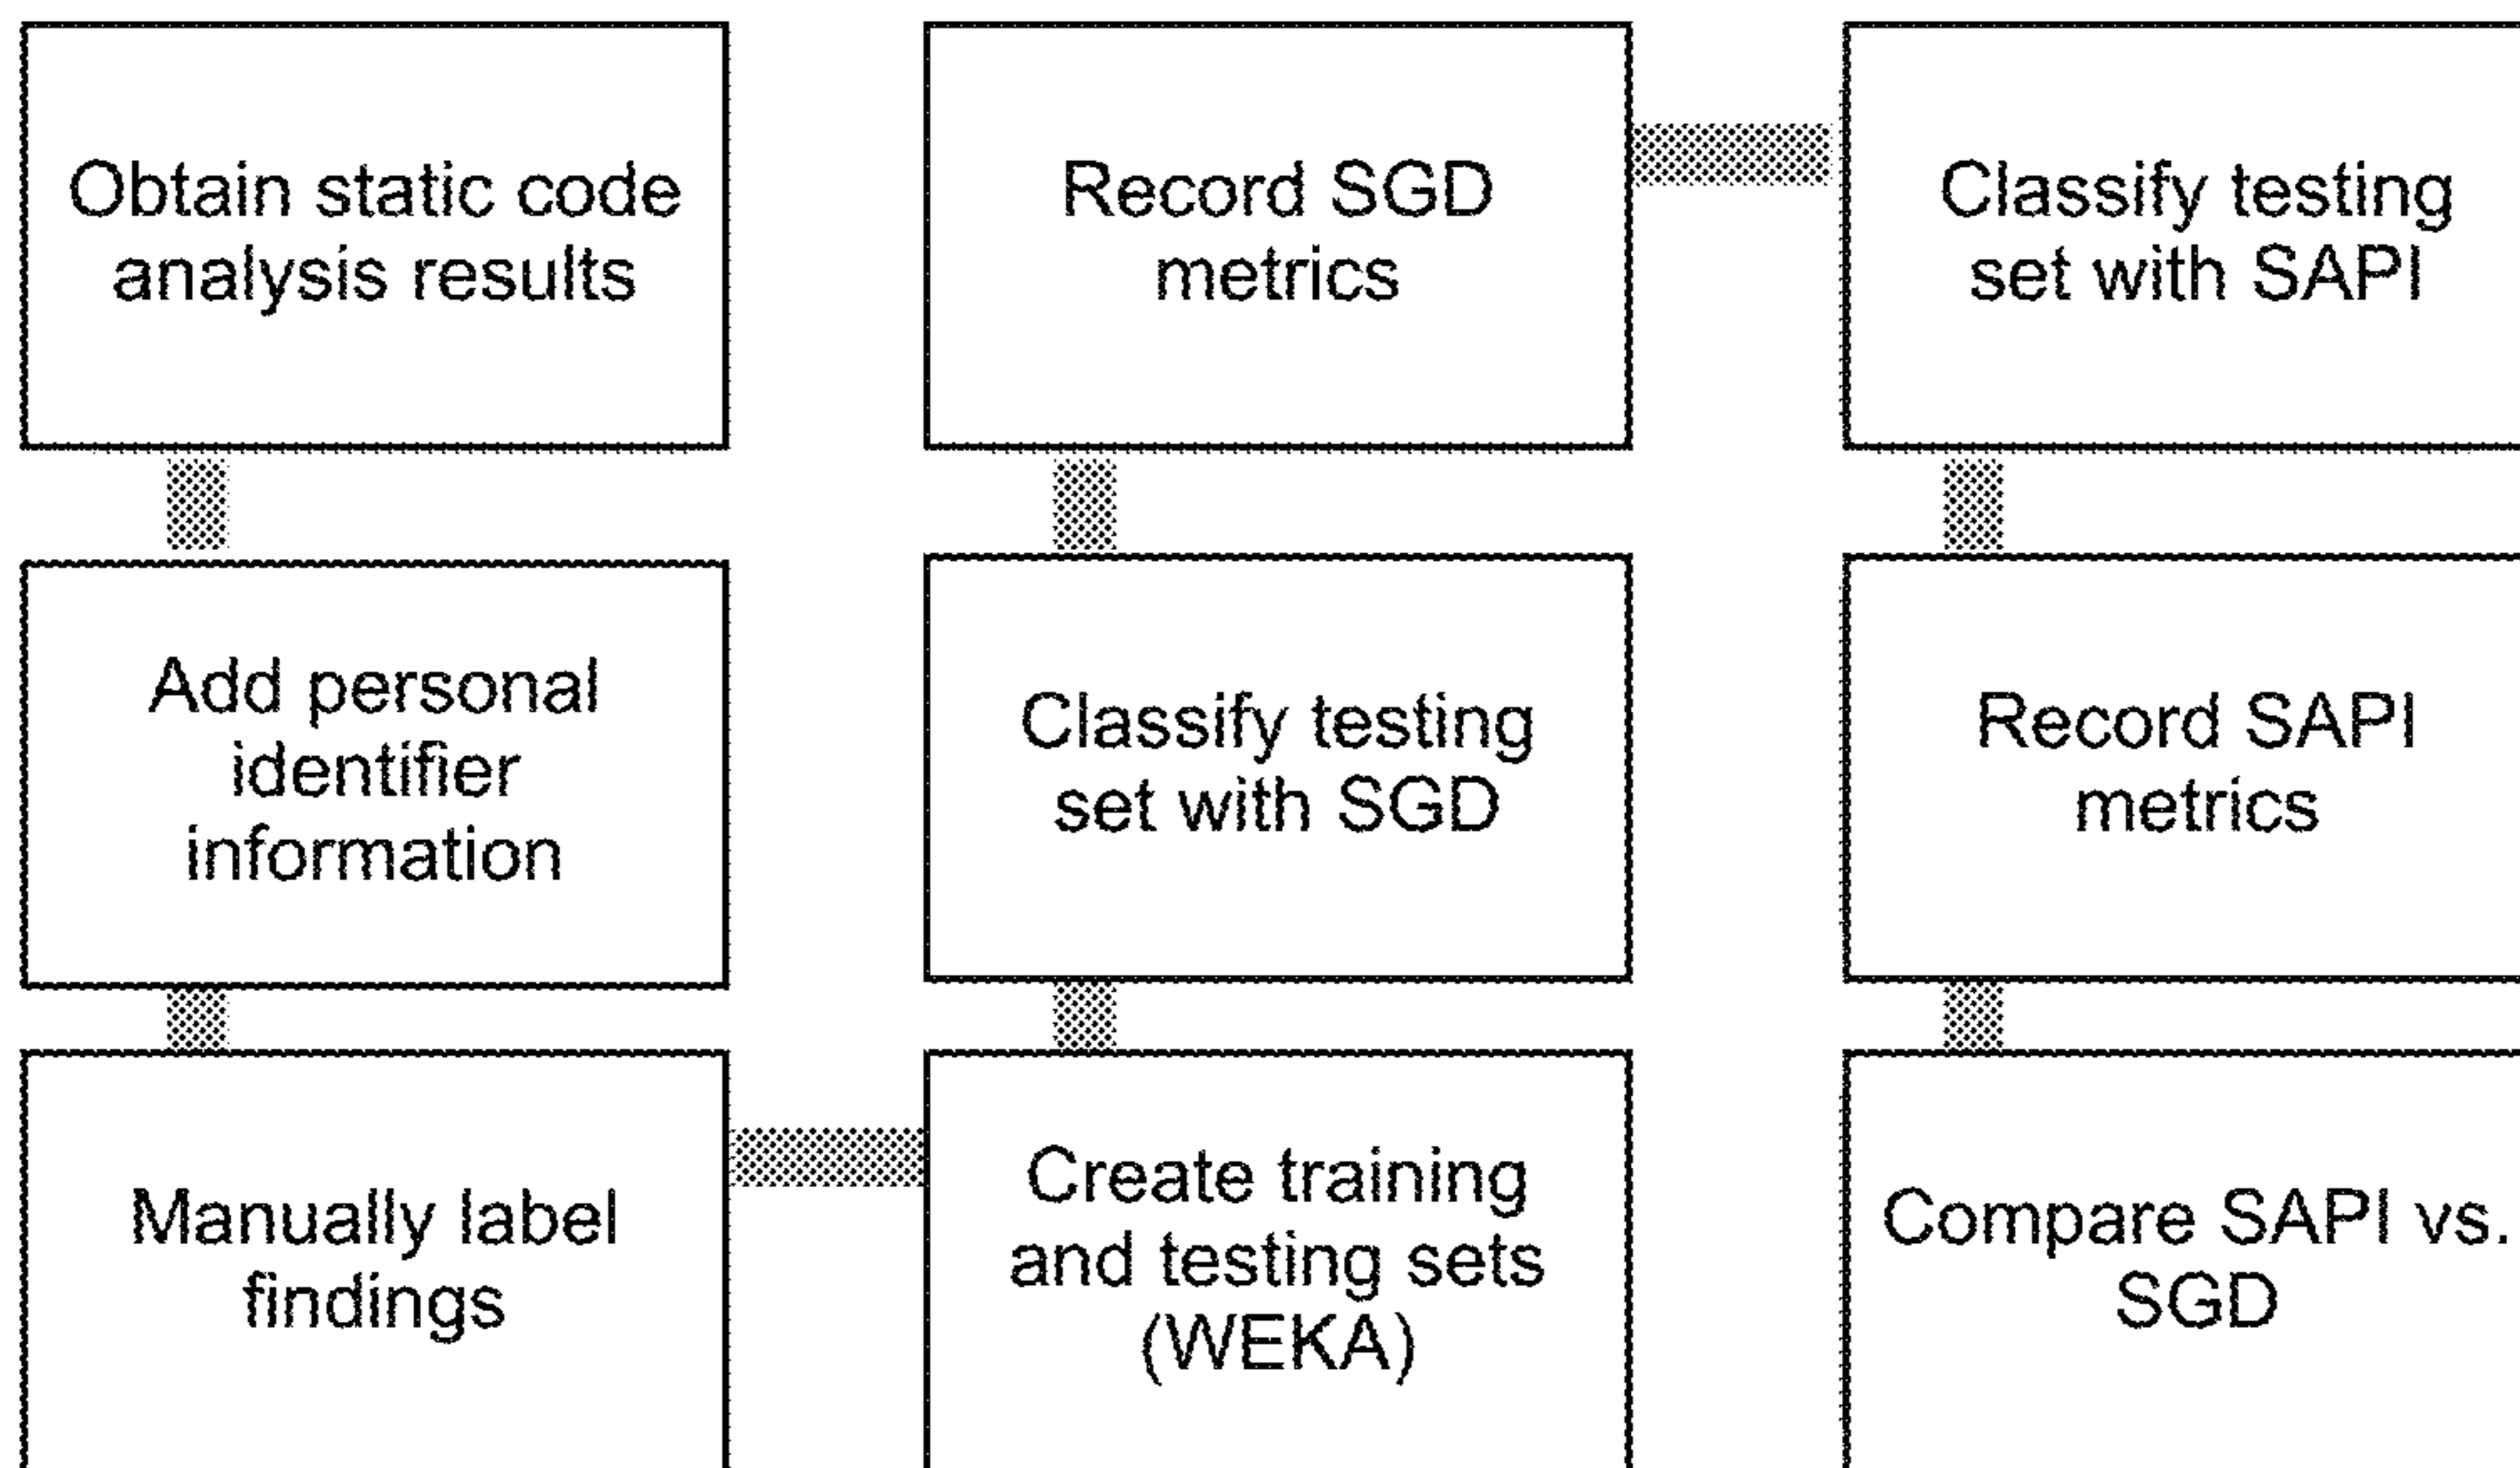 Obtain static code
analysis results
Add personal
identifier
information
Manually label
findings
Create training
and testing sets
(WEKA)
Classify testing
set with SGD
Record SGD
metrics
Classify testing
set with SAPI
Record SAPI
metrics
Compare SAPI vs.
SGD